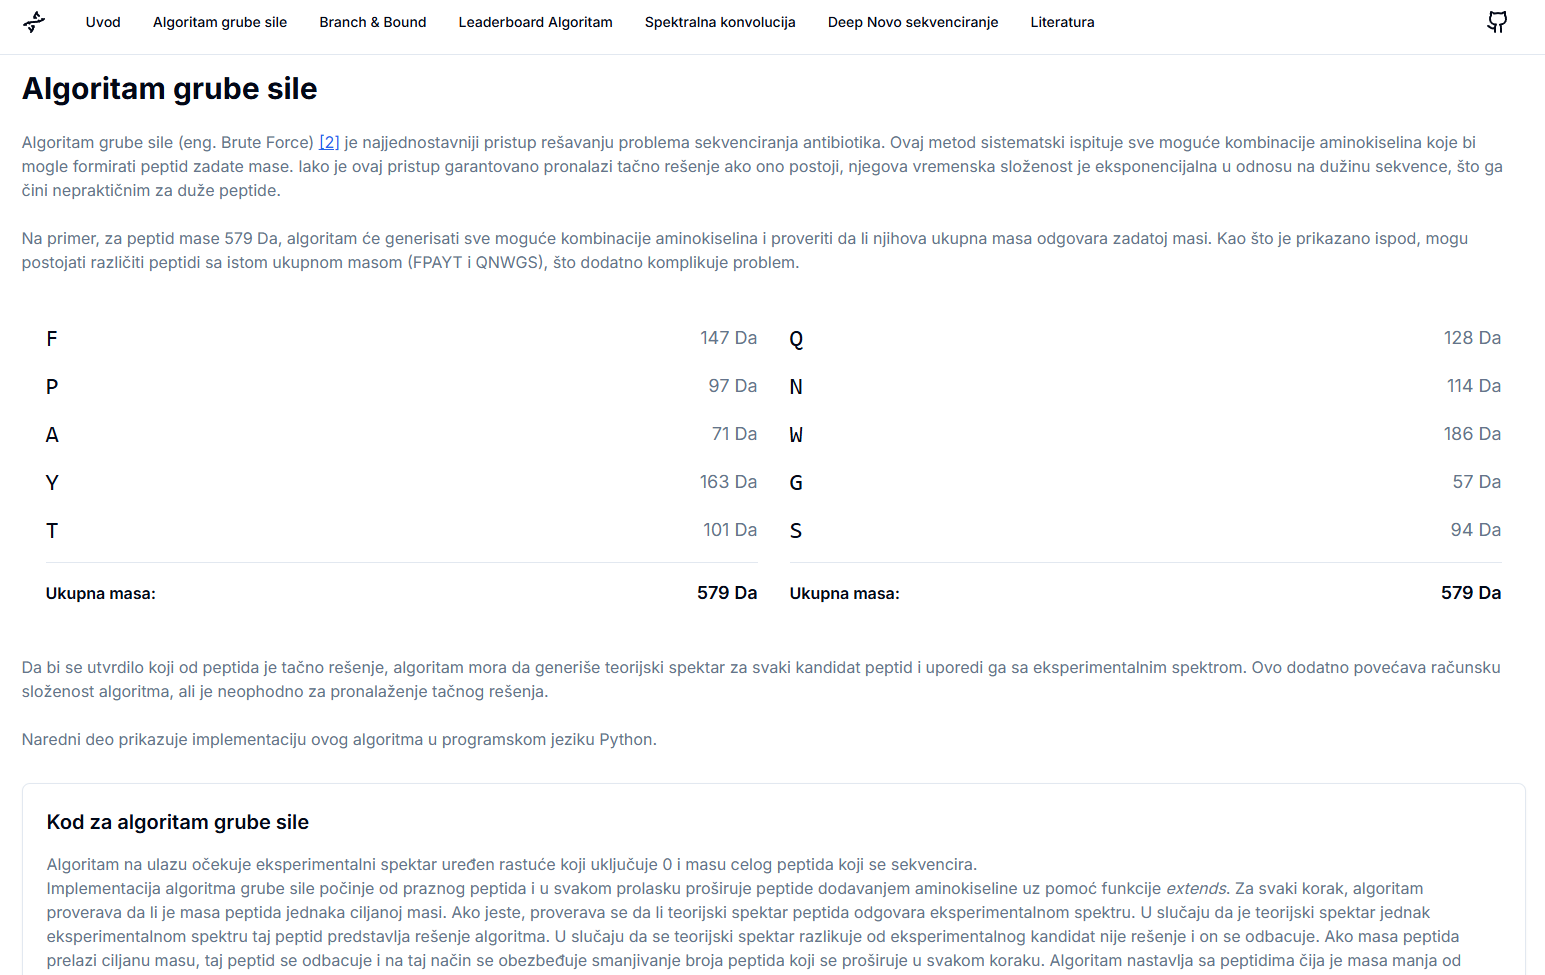 Uvod Algoritam grube sile Branch & Bound Leaderboard Algoritam Spektralna konvolucija Deep Novo sekvenciranje Literatura
Algoritam grube sile
Algoritam grube sile (eng. Brute Force) [2] je najjednostavniji pristup rešavanju problema sekvenciranja antibiotika. Ovaj metod sistematski ispituje sve moguće kombinacije aminokiselina koje bi
mogle formirati peptid zadate mase. Iako je ovaj pristup garantovano pronalazi tačno rešenje ako ono postoji, njegova vremenska složenost je eksponencijalna u odnosu na dužinu sekvence, što ga
čini nepraktičnim za duže peptide.
Na primer, za peptid mase 579 Da, algoritam će generisati sve moguće kombinacije aminokiselina i proveriti da li njihova ukupna masa odgovara zadatoj masi. Kao što je prikazano ispod, mogu
postojati različiti peptidi sa istom ukupnom masom (FPAYT i QNWGS), što dodatno komplikuje problem.
F 147 Da Q 128 Da
P 97 Da N 114 Da
A 71 Da W 186 Da
Y 163 Da G 57 Da
T 101 Da S 94 Da
Ukupna masa: 579 Da Ukupna masa: 579 Da
Da bi se utvrdilo koji od peptida je tačno rešenje, algoritam mora da generiše teorijski spektar za svaki kandidat peptid i uporedi ga sa eksperimentalnim spektrom. Ovo dodatno povećava računsku
složenost algoritma, ali je neophodno za pronalaženje tačnog rešenja.
Naredni deo prikazuje implementaciju ovog algoritma u programskom jeziku Python.
Kod za algoritam grube sile
Algoritam na ulazu očekuje eksperimentalni spektar uređen rastuće koji uključuje 0 i masu celog peptida koji se sekvencira.
Implementacija algoritma grube sile počinje od praznog peptida i u svakom prolasku proširuje peptide dodavanjem aminokiseline uz pomoć funkcije extends. Za svaki korak, algoritam
proverava da li je masa peptida jednaka ciljanoj masi. Ako jeste, proverava se da li teorijski spektar peptida odgovara eksperimentalnom spektru. U slučaju da je teorijski spektar jednak
eksperimentalnom spektru taj peptid predstavlja rešenje algoritma. U slučaju da se teorijski spektar razlikuje od eksperimentalnog kandidat nije rešenje i on se odbacuje. Ako masa peptida
prelazi ciljanu masu, taj peptid se odbacuje i na taj način se obezbeđuje smanjivanje broja peptida koji se proširuje u svakom koraku. Algoritam nastavlja sa peptidima čija je masa manja od